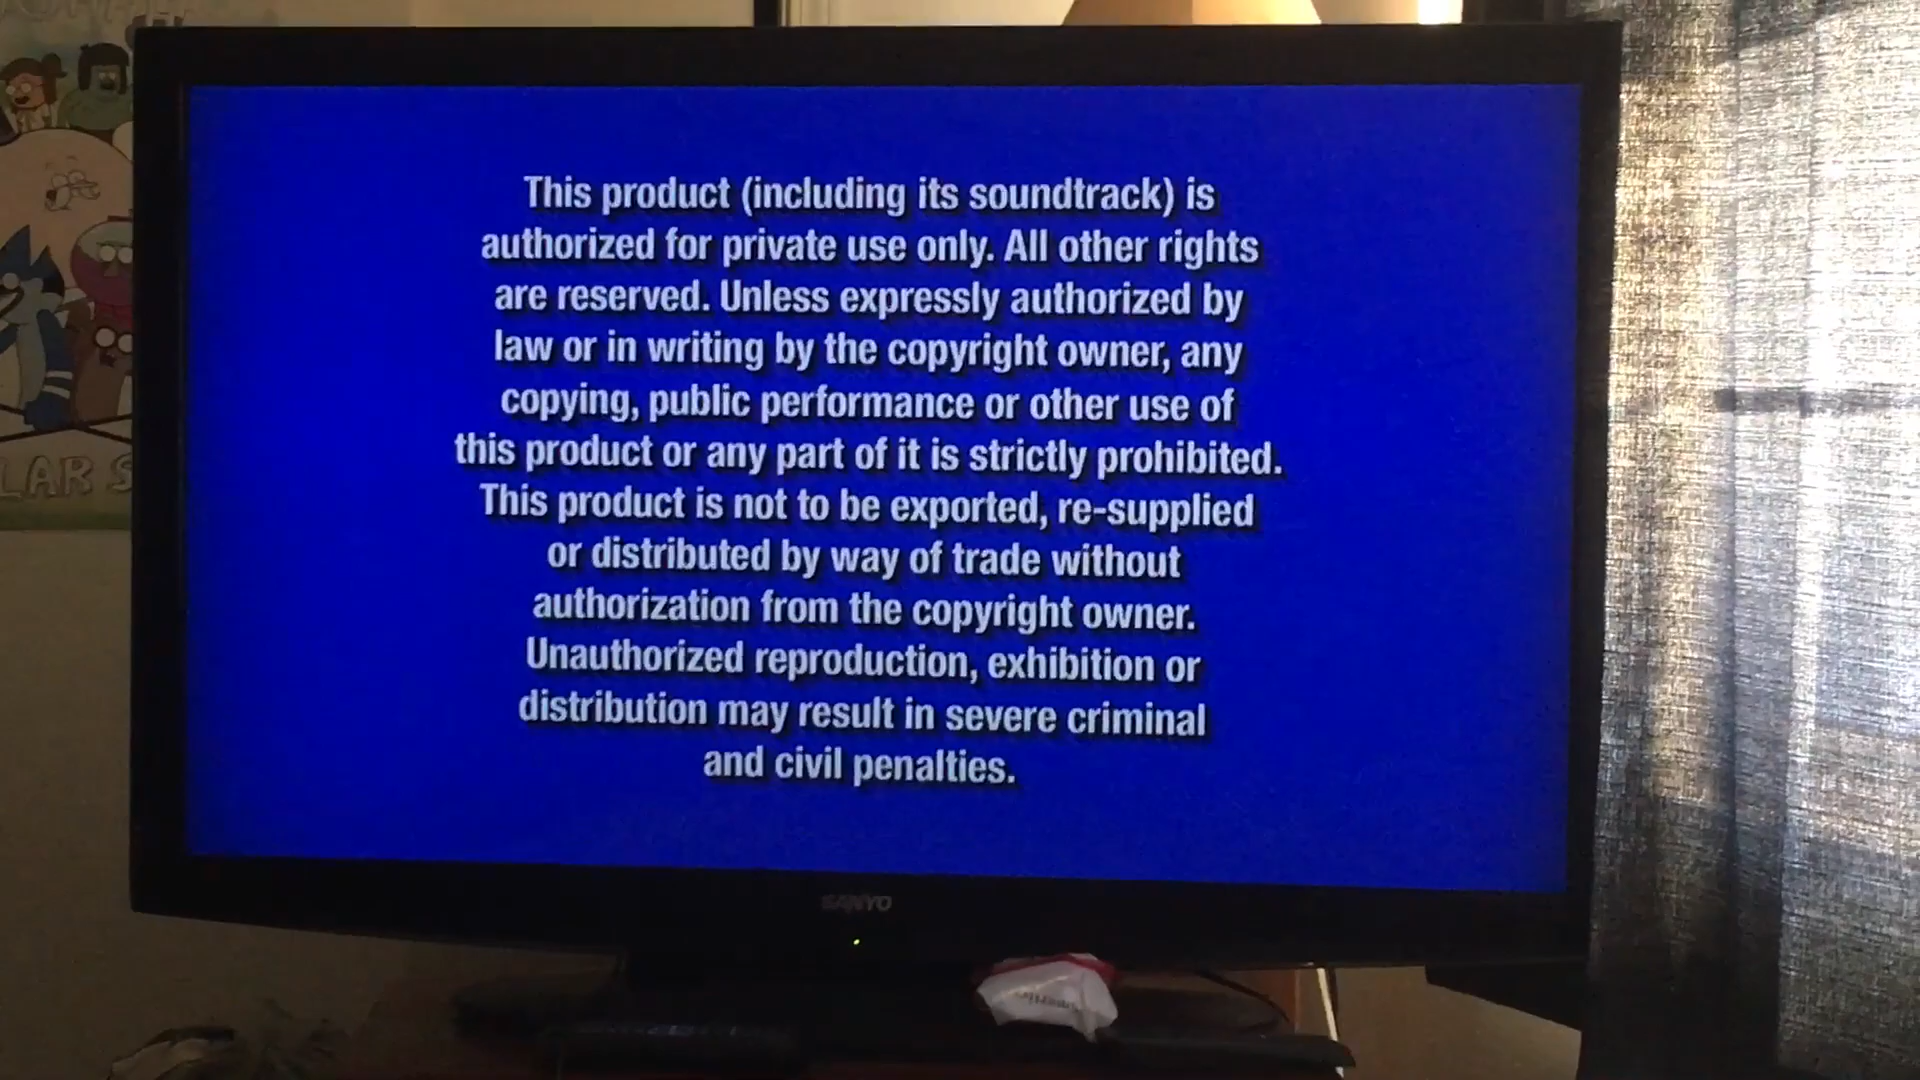 This product (including its soundtrack) is
authorized for private use only. All other rights
are reserved. Unless expressly authorized by
law or in writing by the copyright owner, any
copying, public performance or other use of
this product or any part of it is strictly prohibited.
This product is not to be exported, re-supplied
or distributed by way of trade without
authorization from the copyright owner.
Unauthorized reproduction, exhibition or
distribution may result in severe criminal
and civil penalties.
LAR S
SANYO